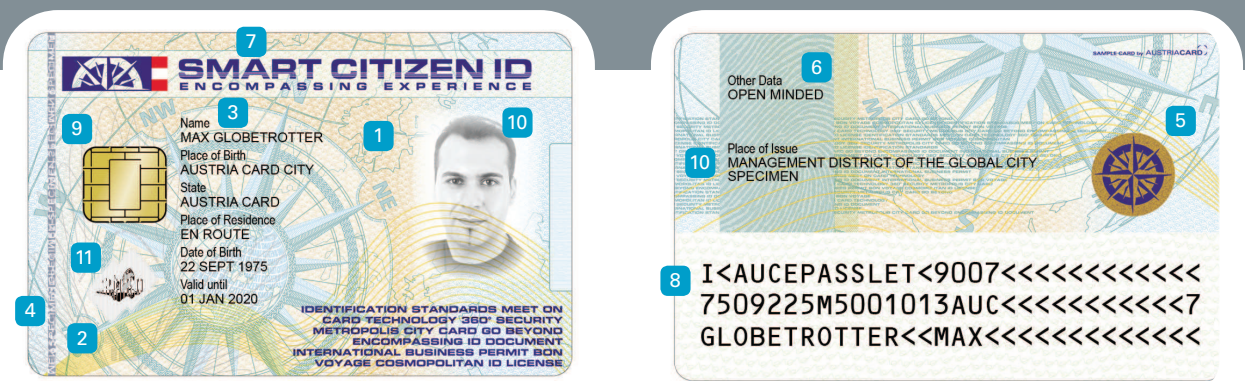 7
SMART CITIZEN ID
ENCOMPASSING EXPERIENCE
3
9
Name
MAX GLOBETROTTER
1
10
Place of Birth
AUSTRIA CARD CITY
State
AUSTRIA CARD
Place of Residence
EN ROUTE
Date of Birth
22 SEPT 1975
11
Valid until
01 JAN 2020
4
2
IDENTIFICATION STANDARDS MEET ON
CARD TECHNOLOGY 360° SECURITY
METROPOLIS CITY CARD GO BEYOND
ENCOMPASSING ID DOCUMENT
INTERNATIONAL BUSINESS PERMIT BON
VOYAGE COSMOPOLITAN ID LICENSE
NW
NE
SAMPLE CARD by AUSTRIACARD
6
Other Data
OPEN MINDED
5
10
Place of Issue
MANAGEMENT DISTRICT OF THE GLOBAL CITY
SPECIMEN
8
I<AUCEPASSLET<9007<<<<<<<<<<<<
7509225M5001013AUC<<<<<<<<<<<7
GLOBETROTTER<<MAX<<<<<<<<<<<<<